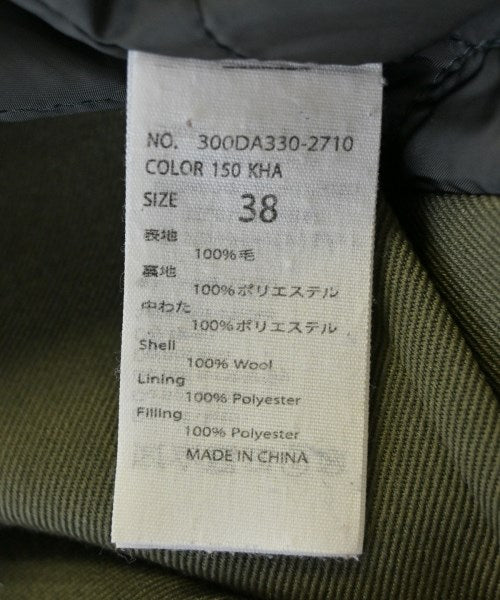 NO. 300DA330-2710
COLOR 150 KHA
SIZE 38
表地
100%毛
裏地
100%ポリエステル
中わた
100%ポリエステル
Shell
100% Wool
Lining
100% Polyester
Filling
100% Polyester
MADE IN CHINA